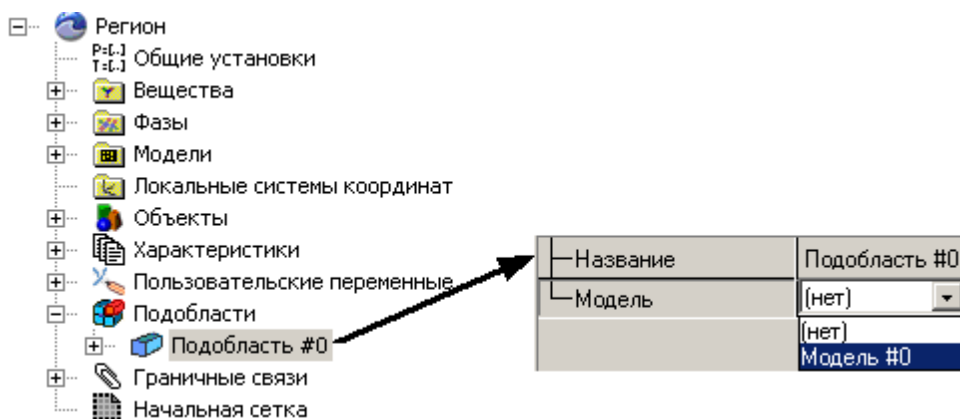 Регион
P=[..]
T=[..] Общие установки
Вещества
Фазы
Модели
Локальные системы координат
Объекты
Характеристики
Пользовательские переменные
Подобласти
Подобласть #0
Граничные связи
Начальная сетка
Название Подобласть #0
Модель (нет)
(нет)
Модель #0